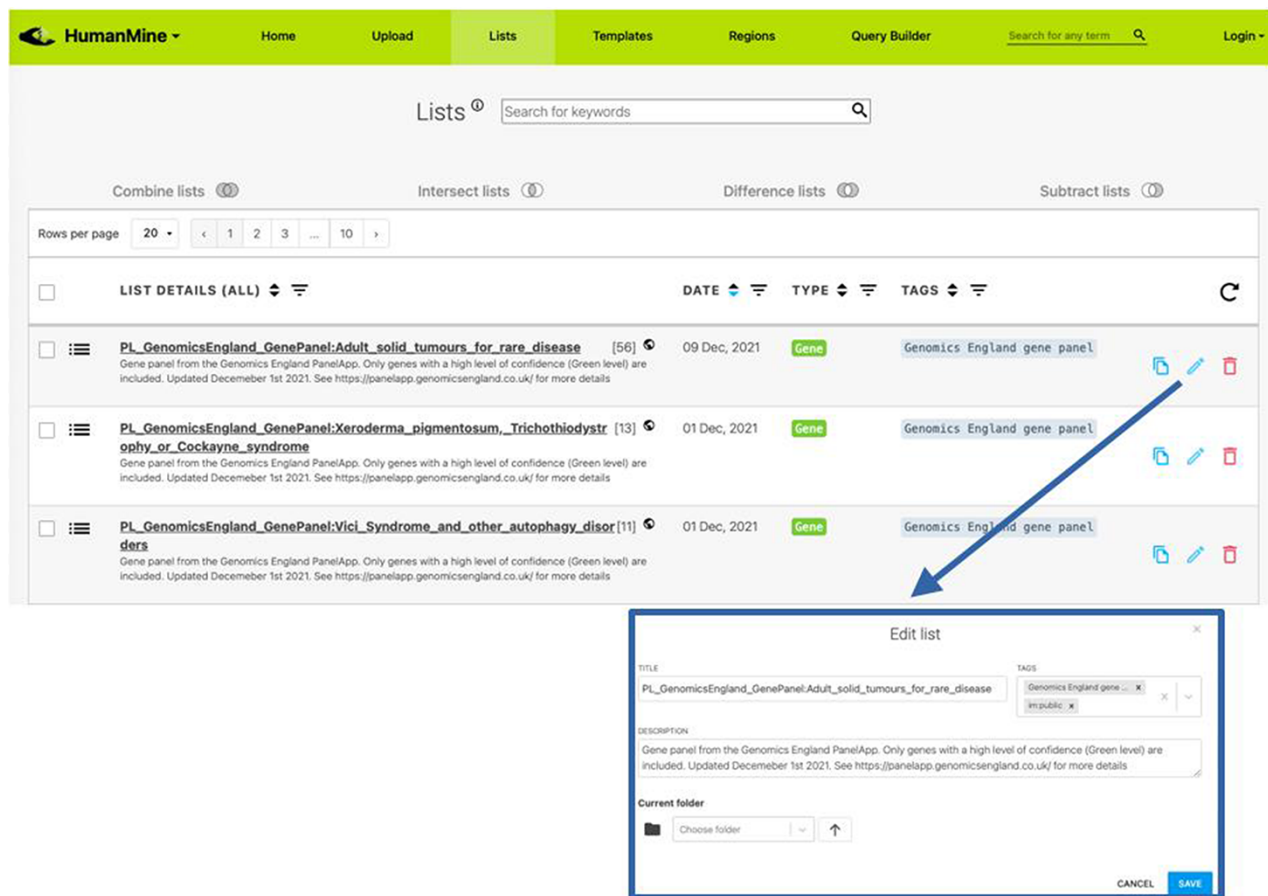 HumanMine Home Upload Lists Templates Regions Query Builder Search for any term Login
Lists Search for keywords
Combine lists Intersect lists Difference lists Subtract lists
Rows per page 20 ‹ 1 2 3 ... 10 ›
LIST DETAILS (ALL) DATE TYPE TAGS
PL_GenomicsEngland_GenePanel:Adult_solid_tumours_for_rare_disease [56] 09 Dec, 2021 Gene Genomics England gene panel
Gene panel from the Genomics England PanelApp. Only genes with a high level of confidence (Green level) are
included. Updated Decemeber 1st 2021. See https://panelapp.genomicsengland.co.uk/ for more details
PL_GenomicsEngland_GenePanel:Xeroderma_pigmentosum,_Trichothiodystr [13] 01 Dec, 2021 Gene Genomics England gene panel
ophy_or_Cockayne_syndrome
Gene panel from the Genomics England PanelApp. Only genes with a high level of confidence (Green level) are
included. Updated Decemeber 1st 2021. See https://panelapp.genomicsengland.co.uk/ for more details
PL_GenomicsEngland_GenePanel:Vici_Syndrome_and_other_autophagy_disor [11] 01 Dec, 2021 Gene Genomics England gene panel
ders
Gene panel from the Genomics England PanelApp. Only genes with a high level of confidence (Green level) are
included. Updated Decemeber 1st 2021. See https://panelapp.genomicsengland.co.uk/ for more details
Edit list ×
TITLE TAGS
PL_GenomicsEngland_GenePanel:Adult_solid_tumours_for_rare_disease Genomics England gene ... ×
im:public ×
DESCRIPTION
Gene panel from the Genomics England PanelApp. Only genes with a high level of confidence (Green level) are
included. Updated Decemeber 1st 2021. See https://panelapp.genomicsengland.co.uk/ for more details
Current folder
Choose folder
CANCEL SAVE